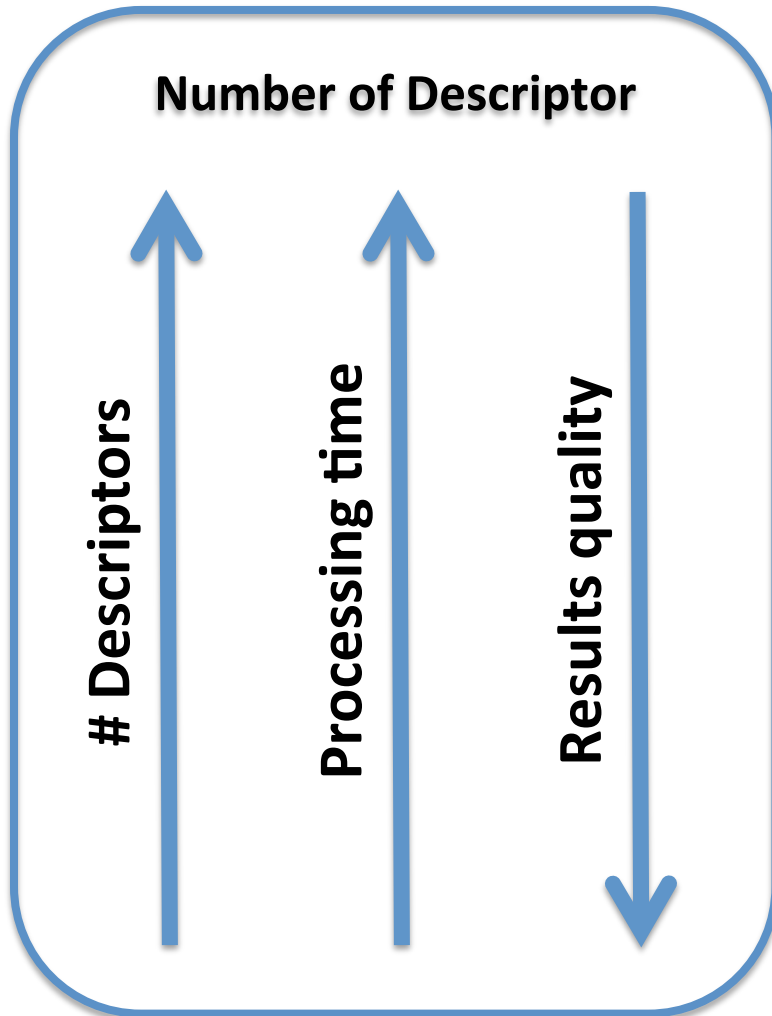 Number of Descriptor
# Descriptors
Processing time
Results quality